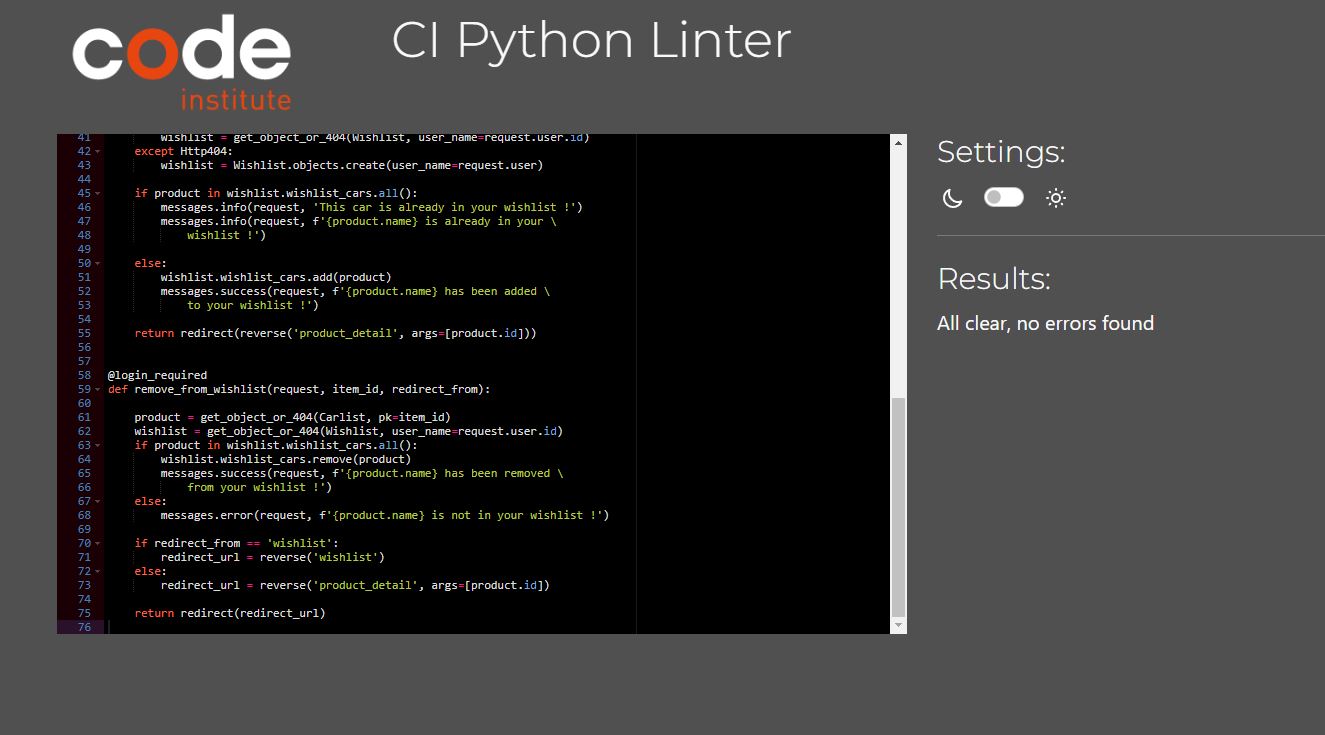 code
institute
CI Python Linter
41 wishlist = get_object_or_404(Wishlist, user_name=request.user.id)
42 except Http404:
43 wishlist = Wishlist.objects.create(user_name=request.user)
44
45 if product in wishlist.wishlist_cars.all():
46 messages.info(request, 'This car is already in your wishlist !')
47 messages.info(request, f'{product.name} is already in your \
48 wishlist !')
49
50 else:
51 wishlist.wishlist_cars.add(product)
52 messages.success(request, f'{product.name} has been added \
53 to your wishlist !')
54
55 return redirect(reverse('product_detail', args=[product.id]))
56
57
58 @login_required
59 def remove_from_wishlist(request, item_id, redirect_from):
60
61 product = get_object_or_404(Carlist, pk=item_id)
62 wishlist = get_object_or_404(Wishlist, user_name=request.user.id)
63 if product in wishlist.wishlist_cars.all():
64 wishlist.wishlist_cars.remove(product)
65 messages.success(request, f'{product.name} has been removed \
66 from your wishlist !')
67 else:
68 messages.error(request, f'{product.name} is not in your wishlist !')
69
70 if redirect_from == 'wishlist':
71 redirect_url = reverse('wishlist')
72 else:
73 redirect_url = reverse('product_detail', args=[product.id])
74
75 return redirect(redirect_url)
76
Settings:
Results:
All clear, no errors found